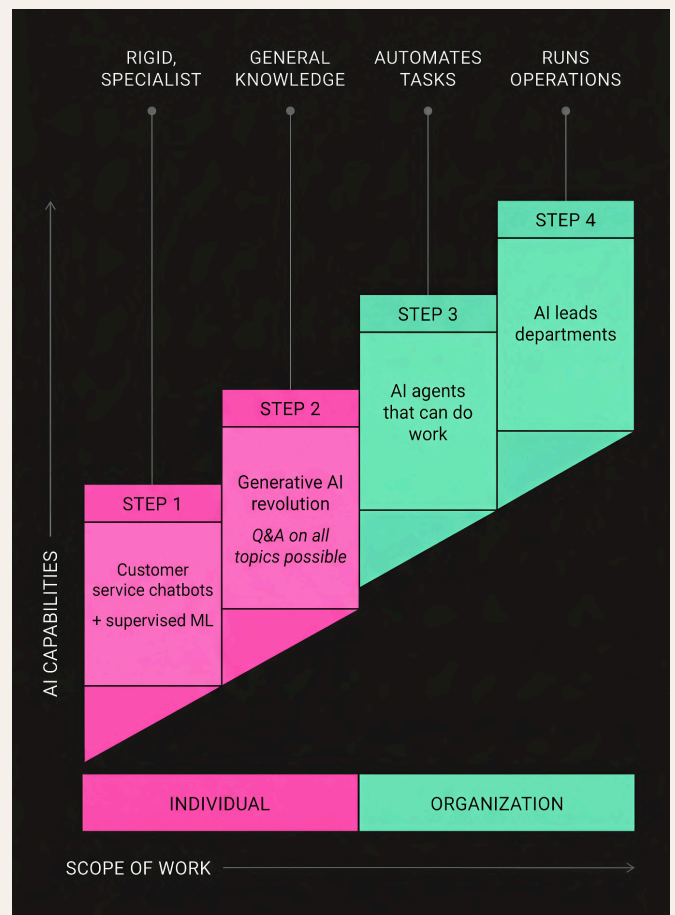 RIGID,
SPECIALIST
GENERAL
KNOWLEDGE
AUTOMATES
TASKS
RUNS
OPERATIONS
STEP 1
Customer
service chatbots
+ supervised ML
STEP 2
Generative AI
revolution
Q&A on all
topics possible
STEP 3
AI agents
that can do
work
STEP 4
AI leads
departments
AI CAPABILITIES
INDIVIDUAL
ORGANIZATION
SCOPE OF WORK